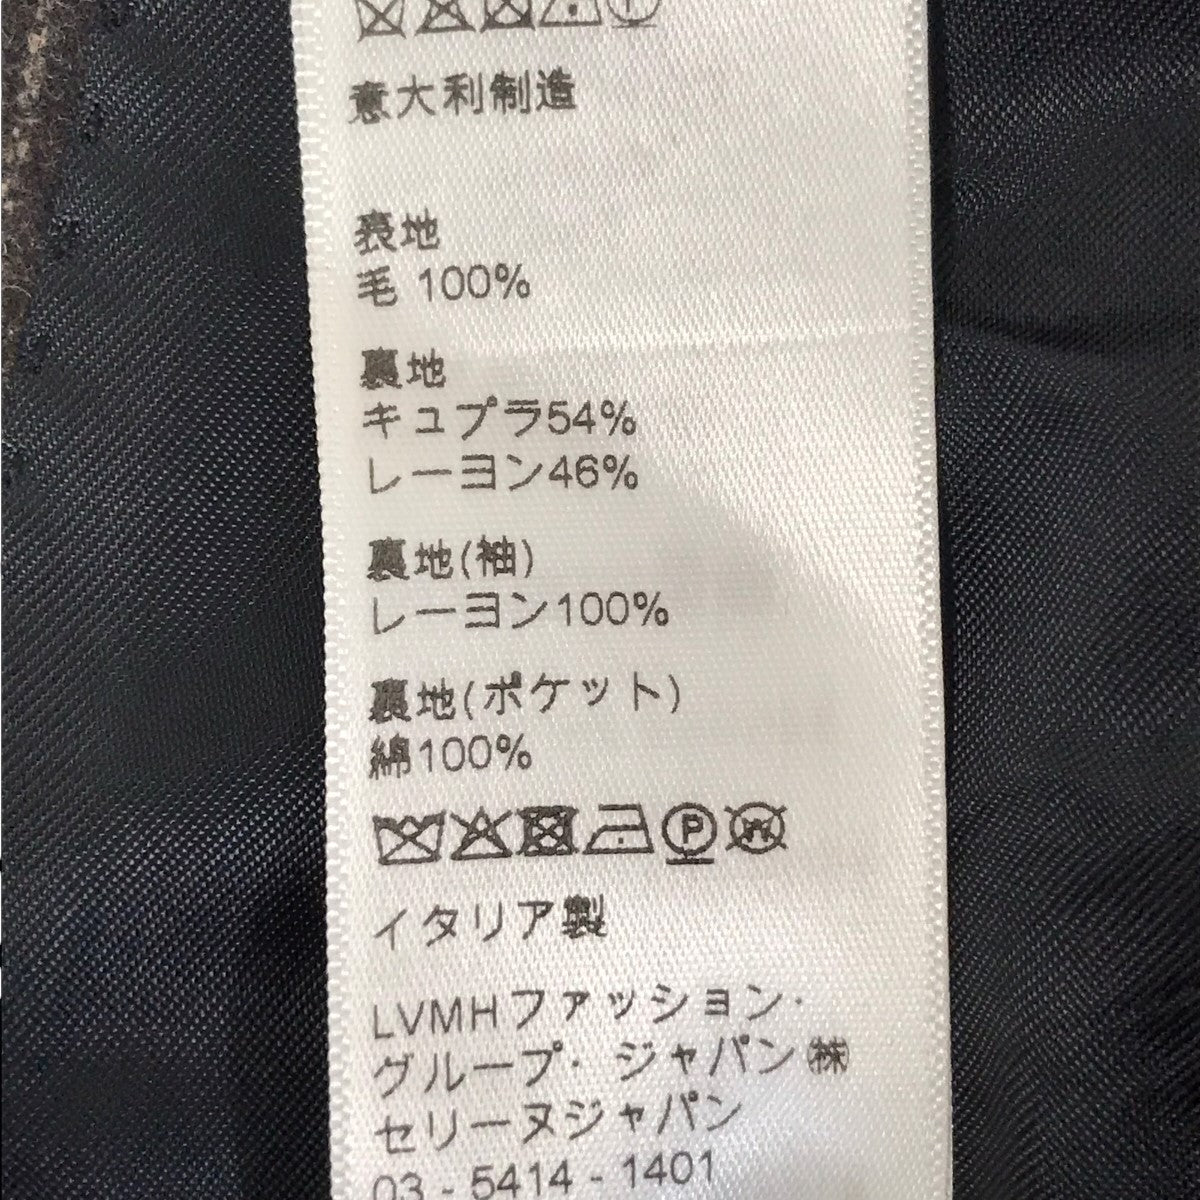 意大利制造
表地
毛 100%
裏地
キュプラ54%
レーヨン46%
裏地(袖)
レーヨン100%
裏地(ポケット)
綿100%
P W
イタリア製
LVMHファッション・
グループ・ジャパン㈱
セリーヌジャパン
03 - 5414 - 1401